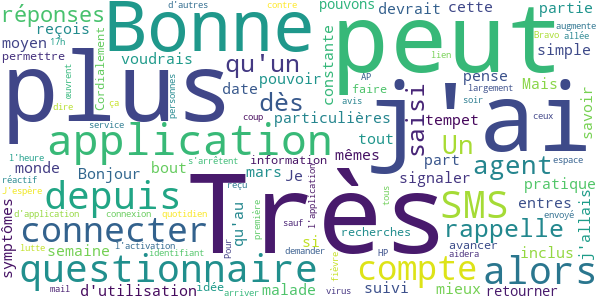 réponses
Bonne
d'autres
contre
pouvons
devrait
cette
partie
reçois
peut
augmente
17h
Bravo
allée
moyen
permettre
Cordialement
voudrais
qu'un
constante
lien
simple
plus
œuvrent
personnes
pouvoir
AP
faire
j'ai
pense
largement
Mais
savoir
dire
ça
date
dès
avis
saisi
soir
ceux
service
coup
particulières
tempet
application
tout
Un
l'heure
s'arrêtent
information
mêmes
part
agent
espace
monde
bout
Très
mars
Je
signaler
pratique
réactif
Bonjour
l'application
J'espère
depuis
reçu
tous
SMS
entres
d'application
connexion
quotidien
qu'au
première
sauf
envoyé
j'allais
symptômes
connecter
recherches
rappelle
lutte
semaine
l'activation
Pour
si
demander
HP
avancer
inclus
questionnaire
identifiant
fièvre
compte
aidera
alors
mail
d'utilisation
idée
arriver
malade
virus
suivi
mieux
retourner